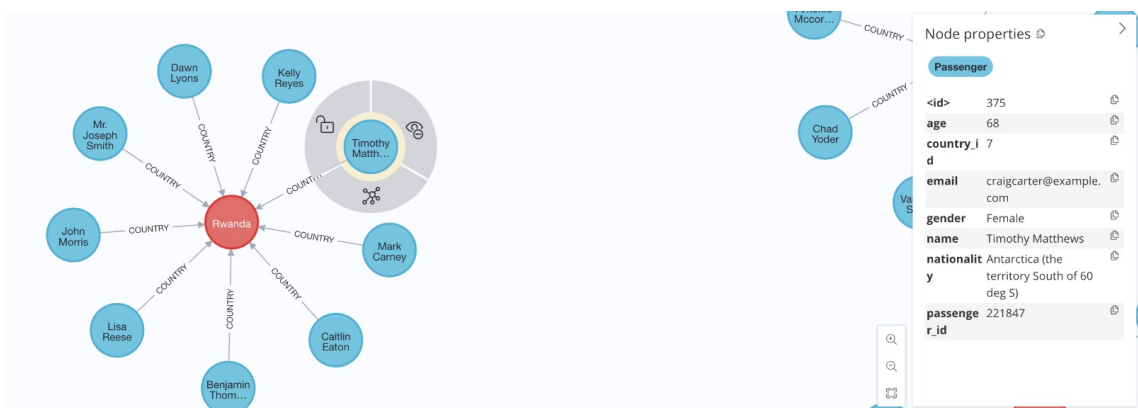 Dawn
Lyons
Kelly
Reyes
Mr.
Joseph
Smith
Timothy
Matth...
John
Morris
Rwanda
Mark
Carney
Lisa
Reese
Caitlin
Eaton
Benjamin
Thom...
COUNTRY
COUNTRY
COUNTRY
COUNTRY
COUNTRY
COUNTRY
COUNTRY
COUNTRY
Mccor...
COUNTRY
COUNTRY
Chad
Yoder
Va
S
Node properties
Passenger
<id> 375
age 68
country_i 7
d
email craigcarter@example.
com
gender Female
name Timothy Matthews
nationalit Antarctica (the
y territory South of 60
deg S)
passenge 221847
r_id